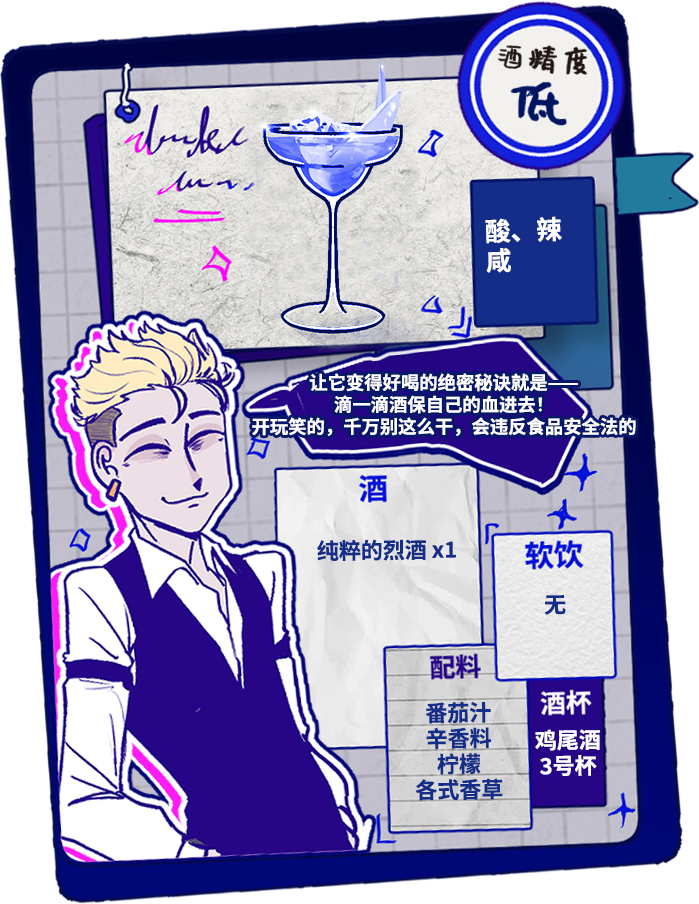 酒精度
低
酸、辣
咸
让它变得好喝的绝密秘诀就是——
滴一滴酒保自己的血进去！
开玩笑的，千万别这么干，会违反食品安全法的
酒
纯粹的烈酒 x1
软饮
无
配料
番茄汁
辛香料
柠檬
各式香草
酒杯
鸡尾酒
3号杯